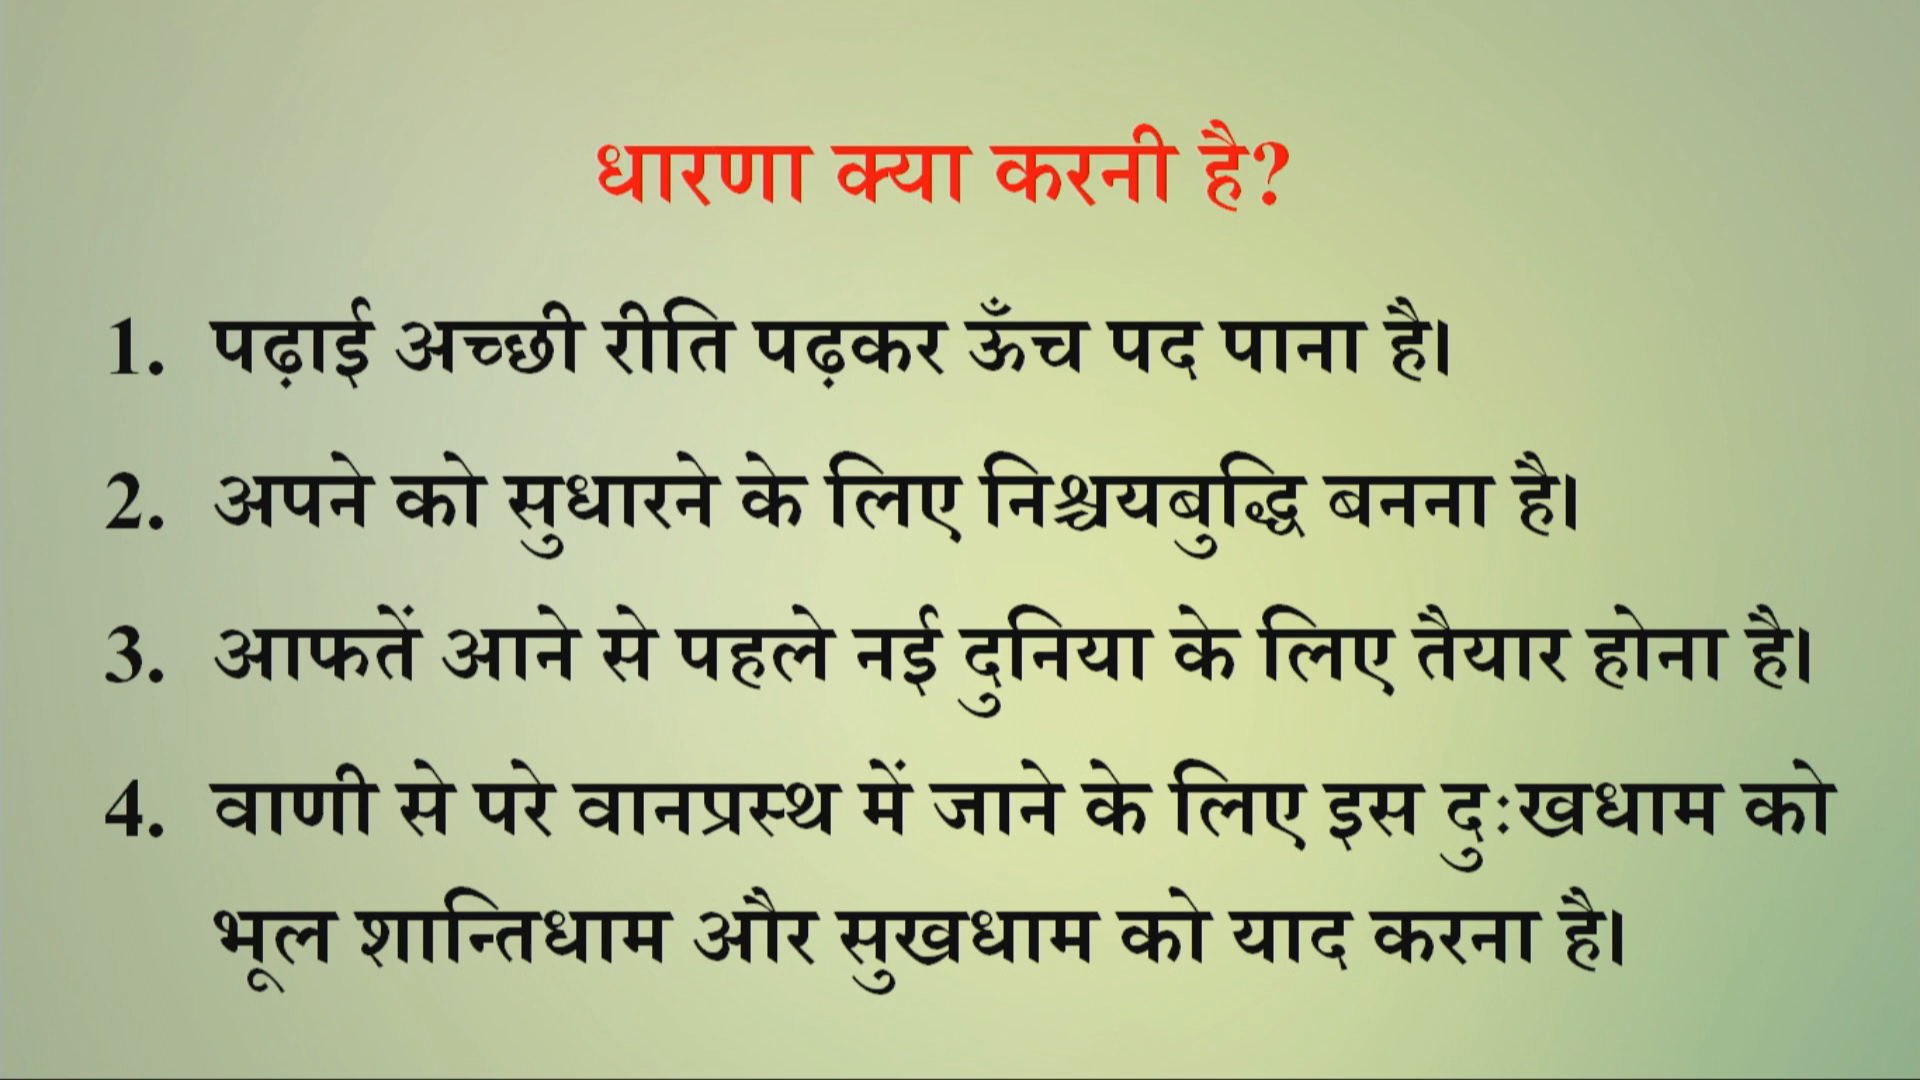 धारणा क्या करनी है?
1. पढ़ाई अच्छी रीति पढ़कर ऊँच पद पाना है।
2. अपने को सुधारने के लिए निश्चयबुद्धि बनना है।
3. आफतें आने से पहले नई दुनिया के लिए तैयार होना है।
4. वाणी से परे वानप्रस्थ में जाने के लिए इस दुःखधाम को
भूल शान्तिधाम और सुखधाम को याद करना है।